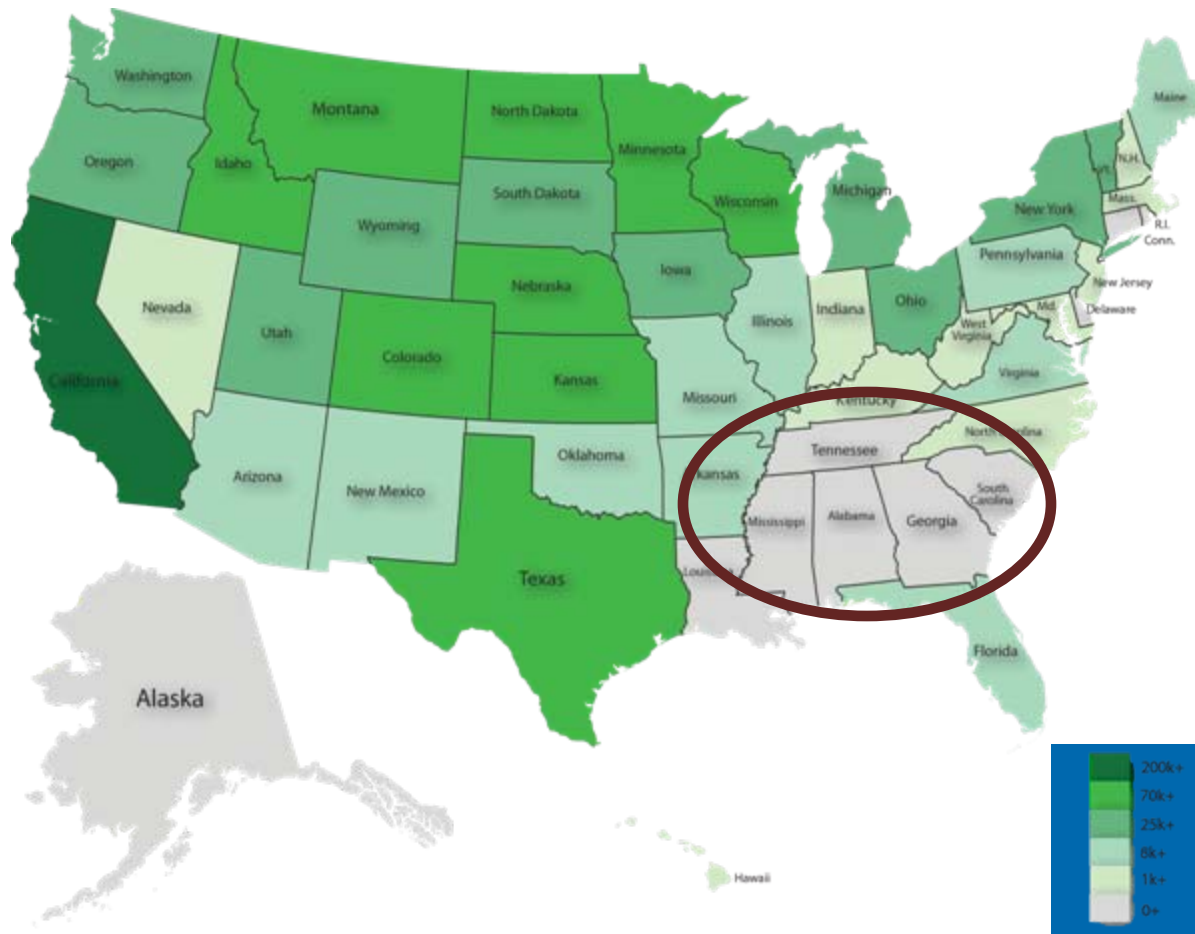 Washington
Montana
North Dakota
Minnesota
Maine
Oregon
Idaho
South Dakota
Wisconsin
Michigan
Vt.
N.H.
Mass.
New York
R.I.
Conn.
Wyoming
Iowa
Pennsylvania
Nebraska
Nevada
Utah
Colorado
Illinois
Indiana
Ohio
New Jersey
Md.
Delaware
West
Virginia
Virginia
California
Kansas
Missouri
Kentucky
Arizona
New Mexico
Oklahoma
kansas
Tennessee
North Carolina
South
Carolina
Mississippi
Alabama
Georgia
Texas
Louisiana
Florida
Alaska
Hawaii
200k+
70k+
25k+
8k+
1k+
0+